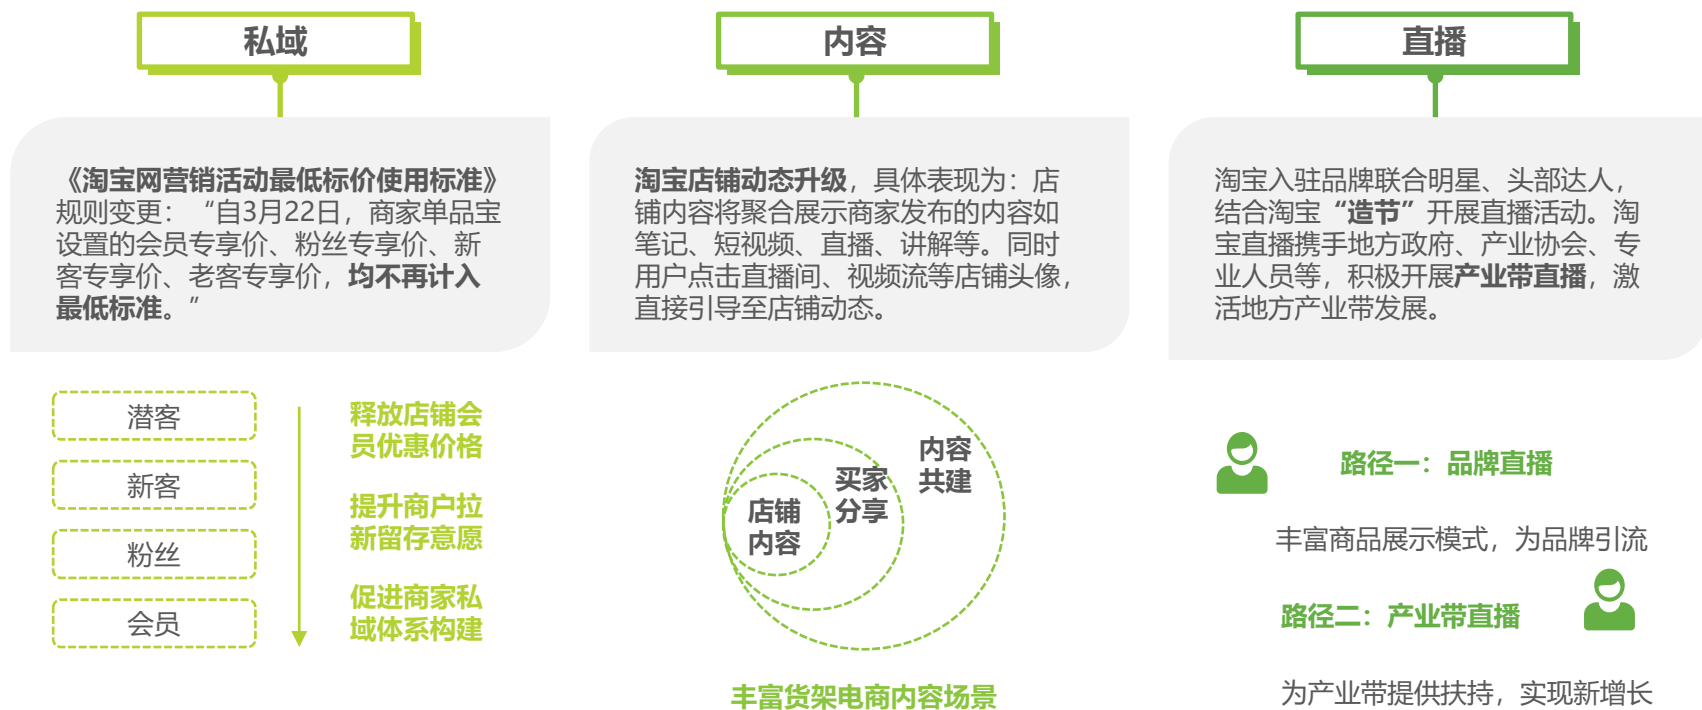 私域
《淘宝网营销活动最低标价使用标准》
规则变更：“自3月22日，商家单品宝
设置的会员专享价、粉丝专享价、新
客专享价、老客专享价，均不再计入
最低标准。”
潜客
新客
粉丝
会员
释放店铺会
员优惠价格
提升商户拉
新留存意愿
促进商家私
域体系构建
内容
淘宝店铺动态升级，具体表现为：店
铺内容将聚合展示商家发布的内容如
笔记、短视频、直播、讲解等。同时
用户点击直播间、视频流等店铺头像，
直接引导至店铺动态。
店铺
内容
买家
分享
内容
共建
丰富货架电商内容场景
直播
淘宝入驻品牌联合明星、头部达人，
结合淘宝“造节”开展直播活动。淘
宝直播携手地方政府、产业协会、专
业人员等，积极开展产业带直播，激
活地方产业带发展。
路径一：品牌直播
丰富商品展示模式，为品牌引流
路径二：产业带直播
为产业带提供扶持，实现新增长